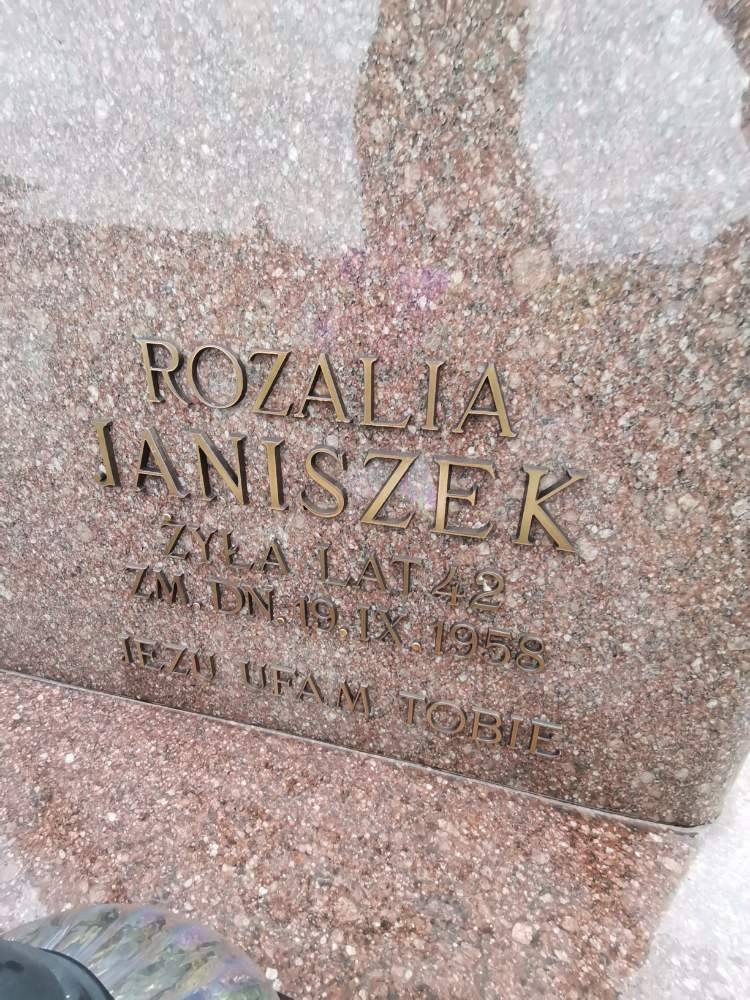 ROZALIA
JANISZEK
ŻYŁA LAT 42
ZM. DN. 19. IX. 1958
JEZU UFAM TOBIE